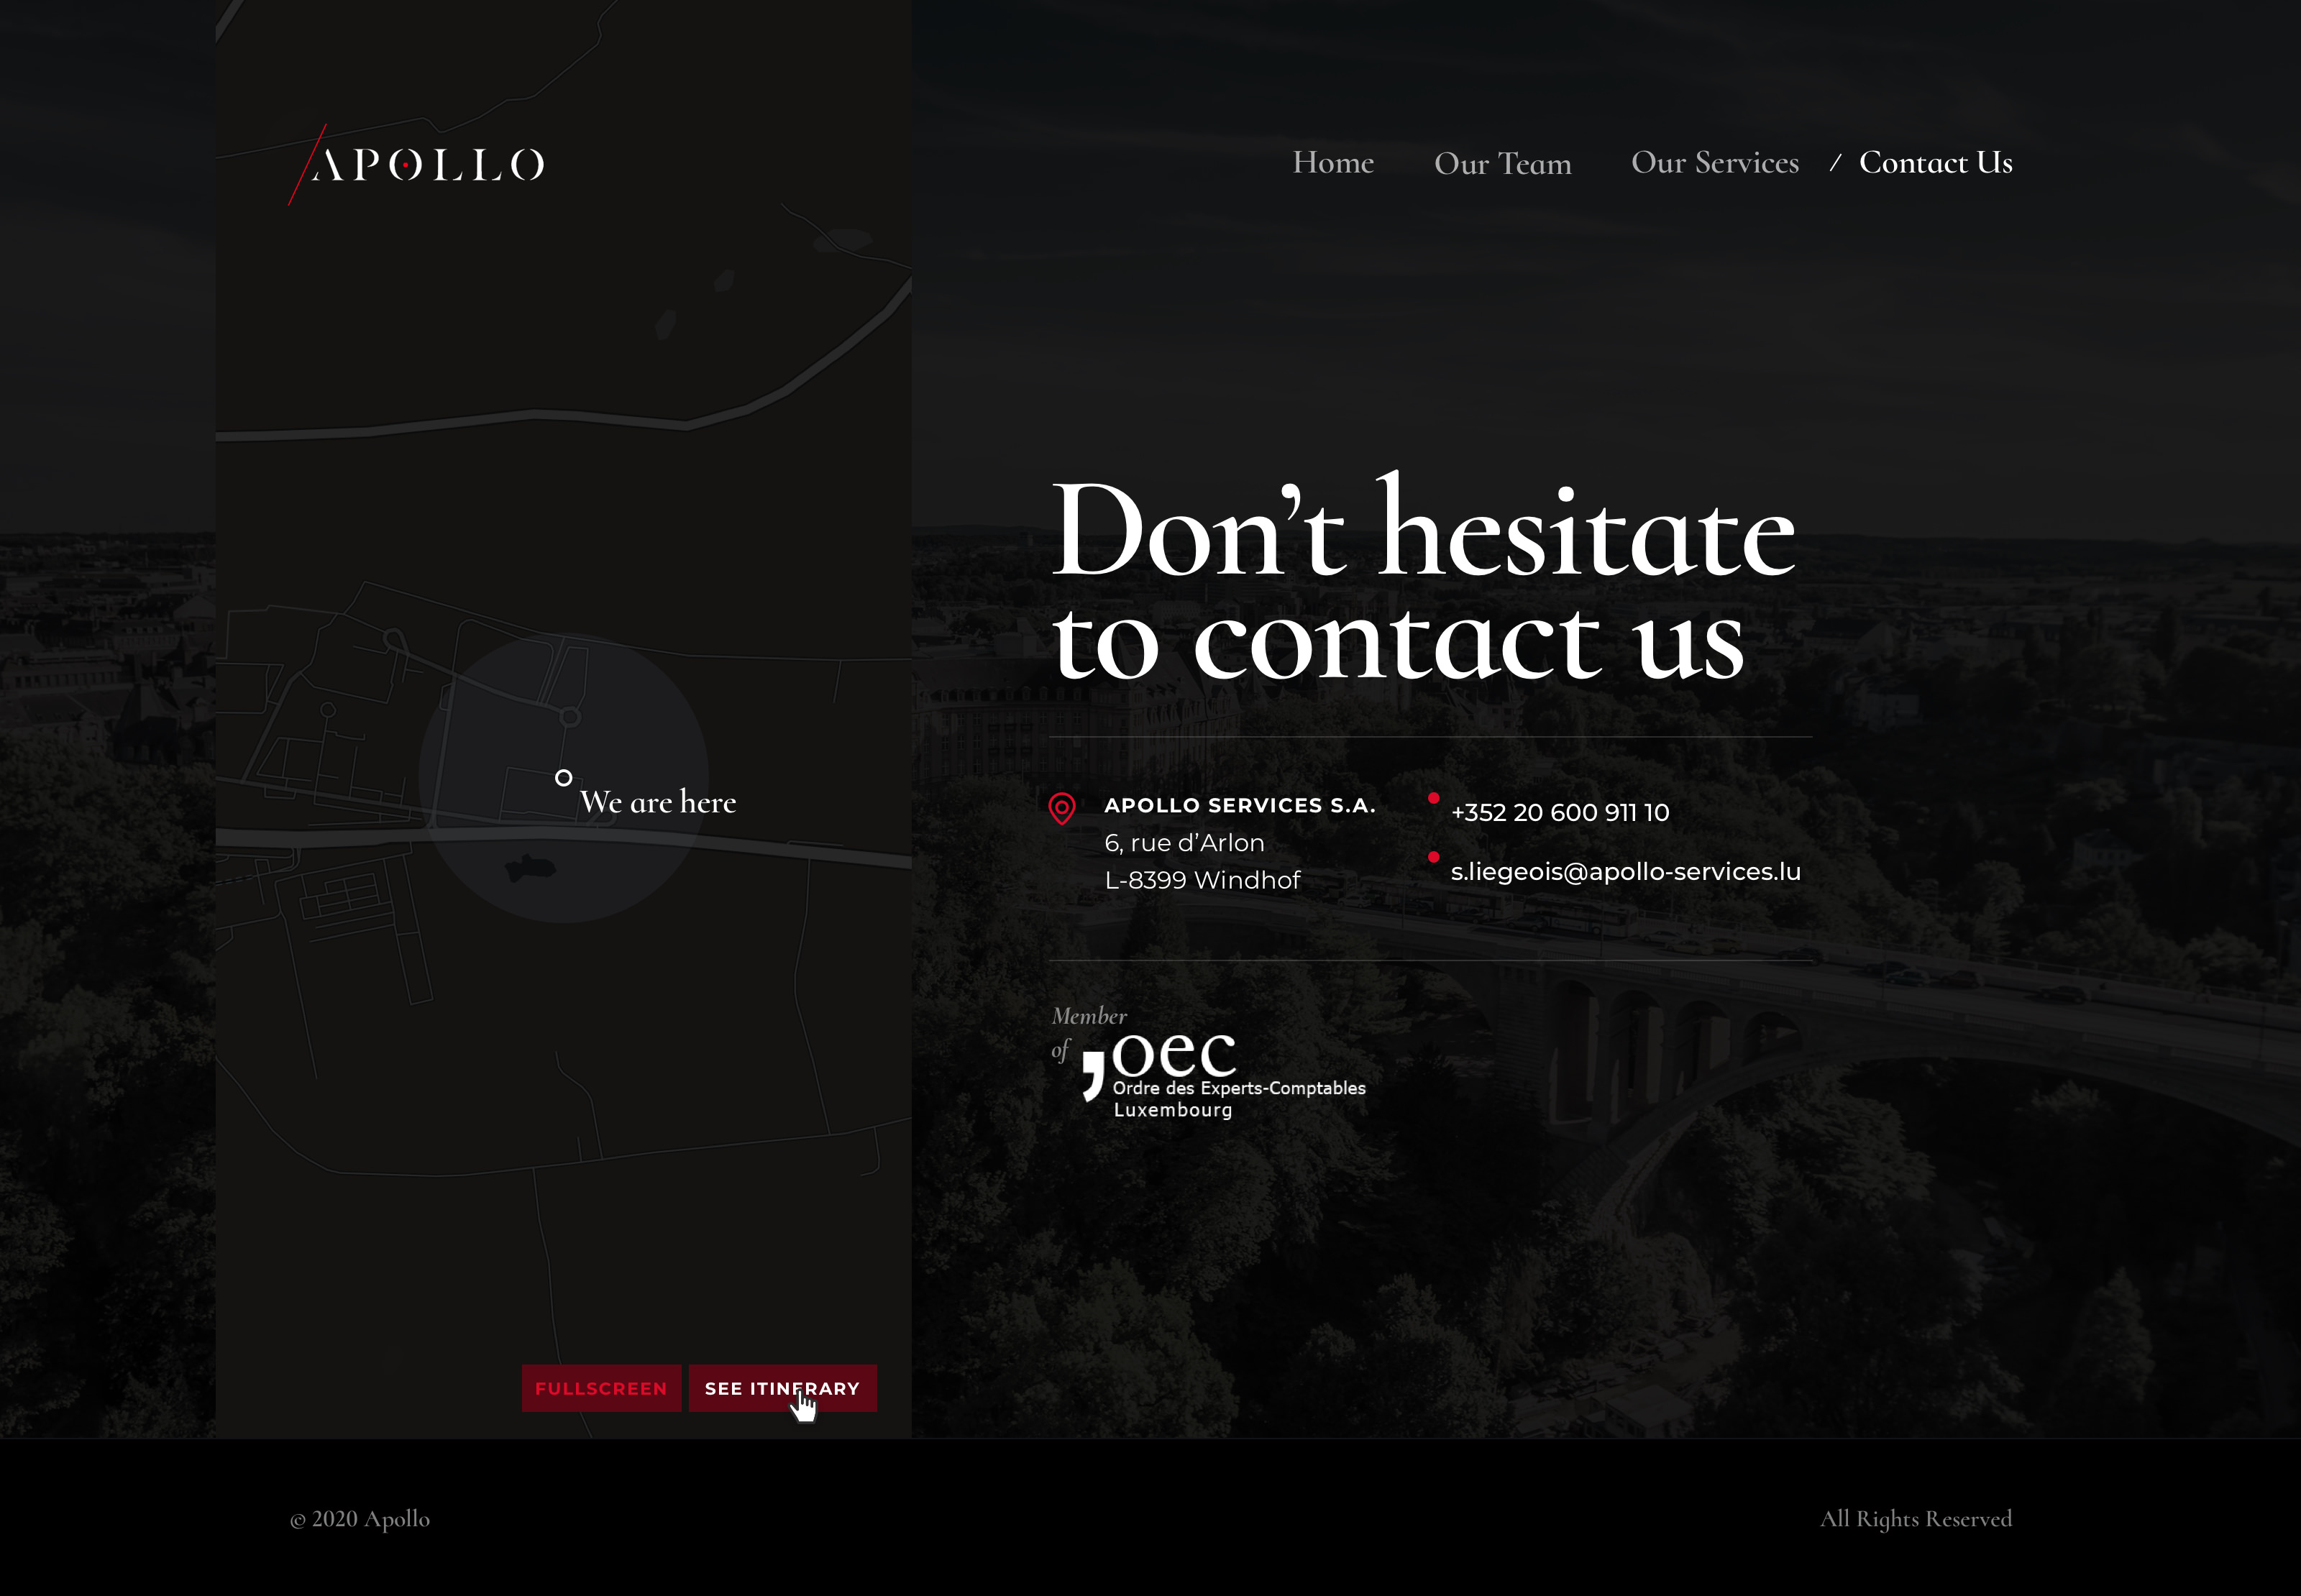 APOLLO
Home Our Team Our Services / Contact Us
Don’t hesitate
to contact us
We are here
APOLLO SERVICES S.A.
6, rue d’Arlon
L-8399 Windhof
+352 20 600 911 10
s.liegeois@apollo-services.lu
Member
of
oec
Ordre des Experts-Comptables
Luxembourg
FULLSCREEN
SEE ITINERARY
© 2020 Apollo
All Rights Reserved